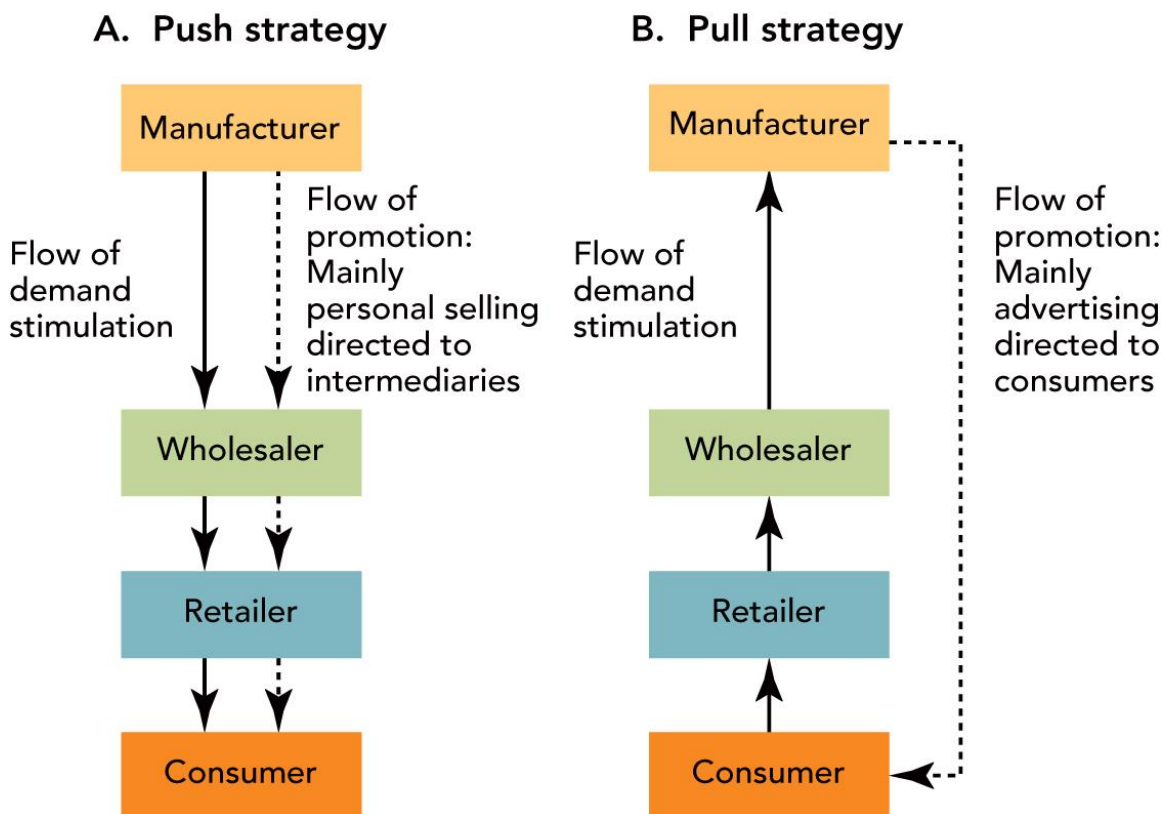 A. Push strategy
Manufacturer
Flow of
demand
stimulation
Flow of
promotion:
Mainly
personal selling
directed to
intermediaries
Wholesaler
Retailer
Consumer
B. Pull strategy
Manufacturer
Flow of
demand
stimulation
Flow of
promotion:
Mainly
advertising
directed to
consumers
Wholesaler
Retailer
Consumer